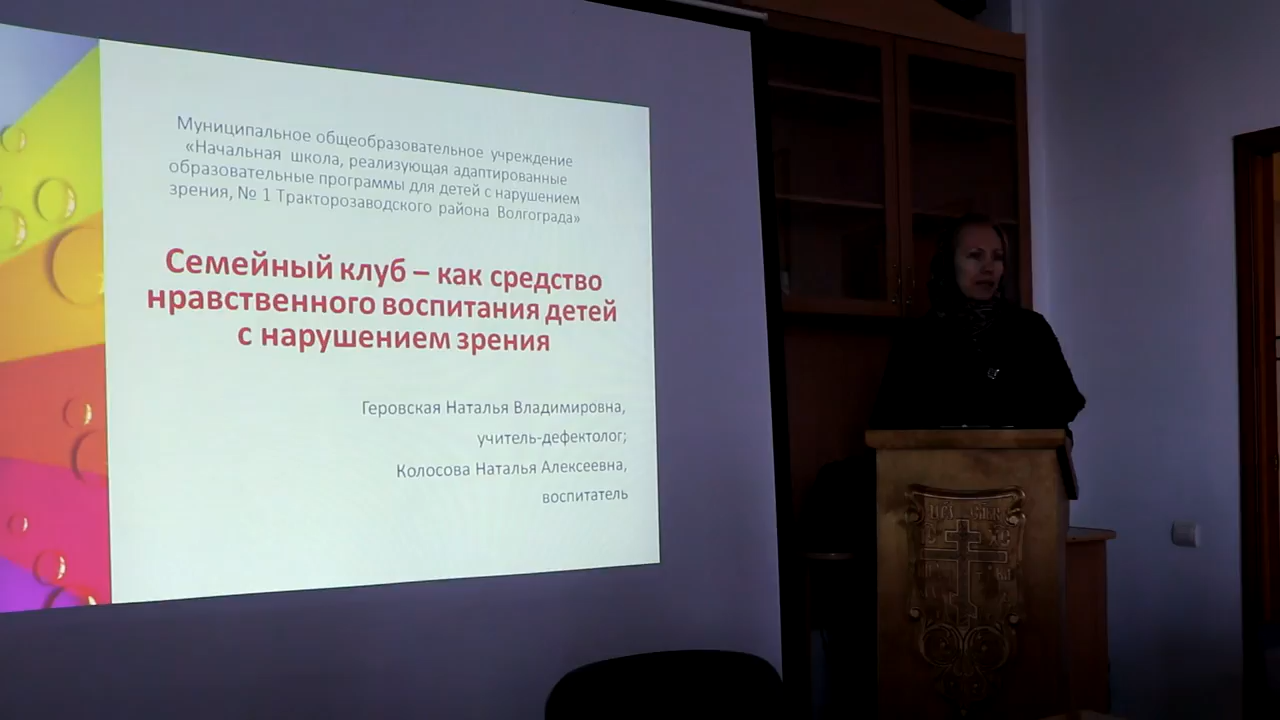 Муниципальное общеобразовательное учреждение
«Начальная школа, реализующая адаптированные
образовательные программы для детей с нарушением
зрения, № 1 Тракторозаводского района Волгограда»
Семейный клуб – как средство
нравственного воспитания детей
с нарушением зрения
Геровская Наталья Владимировна,
учитель-дефектолог;
Колосова Наталья Алексеевна,
воспитатель